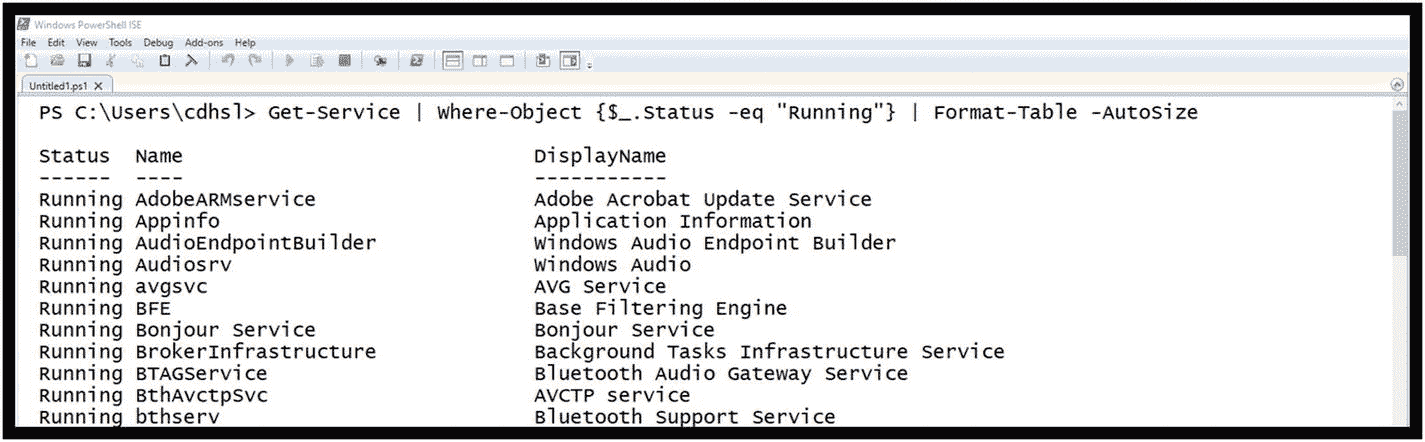 Windows PowerShell ISE
File Edit View Tools Debug Add-ons Help
Untitled1.ps1 X
PS C:\Users\cdhsl> Get-Service | Where-Object {$_.Status -eq "Running"} | Format-Table -AutoSize
Status Name DisplayName
------ ---- -----------
Running AdobeARMservice Adobe Acrobat Update Service
Running Appinfo Application Information
Running AudioEndpointBuilder Windows Audio Endpoint Builder
Running Audiosrv Windows Audio
Running avgsvc AVG Service
Running BFE Base Filtering Engine
Running Bonjour Service Bonjour Service
Running BrokerInfrastructure Background Tasks Infrastructure Service
Running BTAGService Bluetooth Audio Gateway Service
Running BthAvctpSvc AVCTP service
Running bthserv Bluetooth Support Service